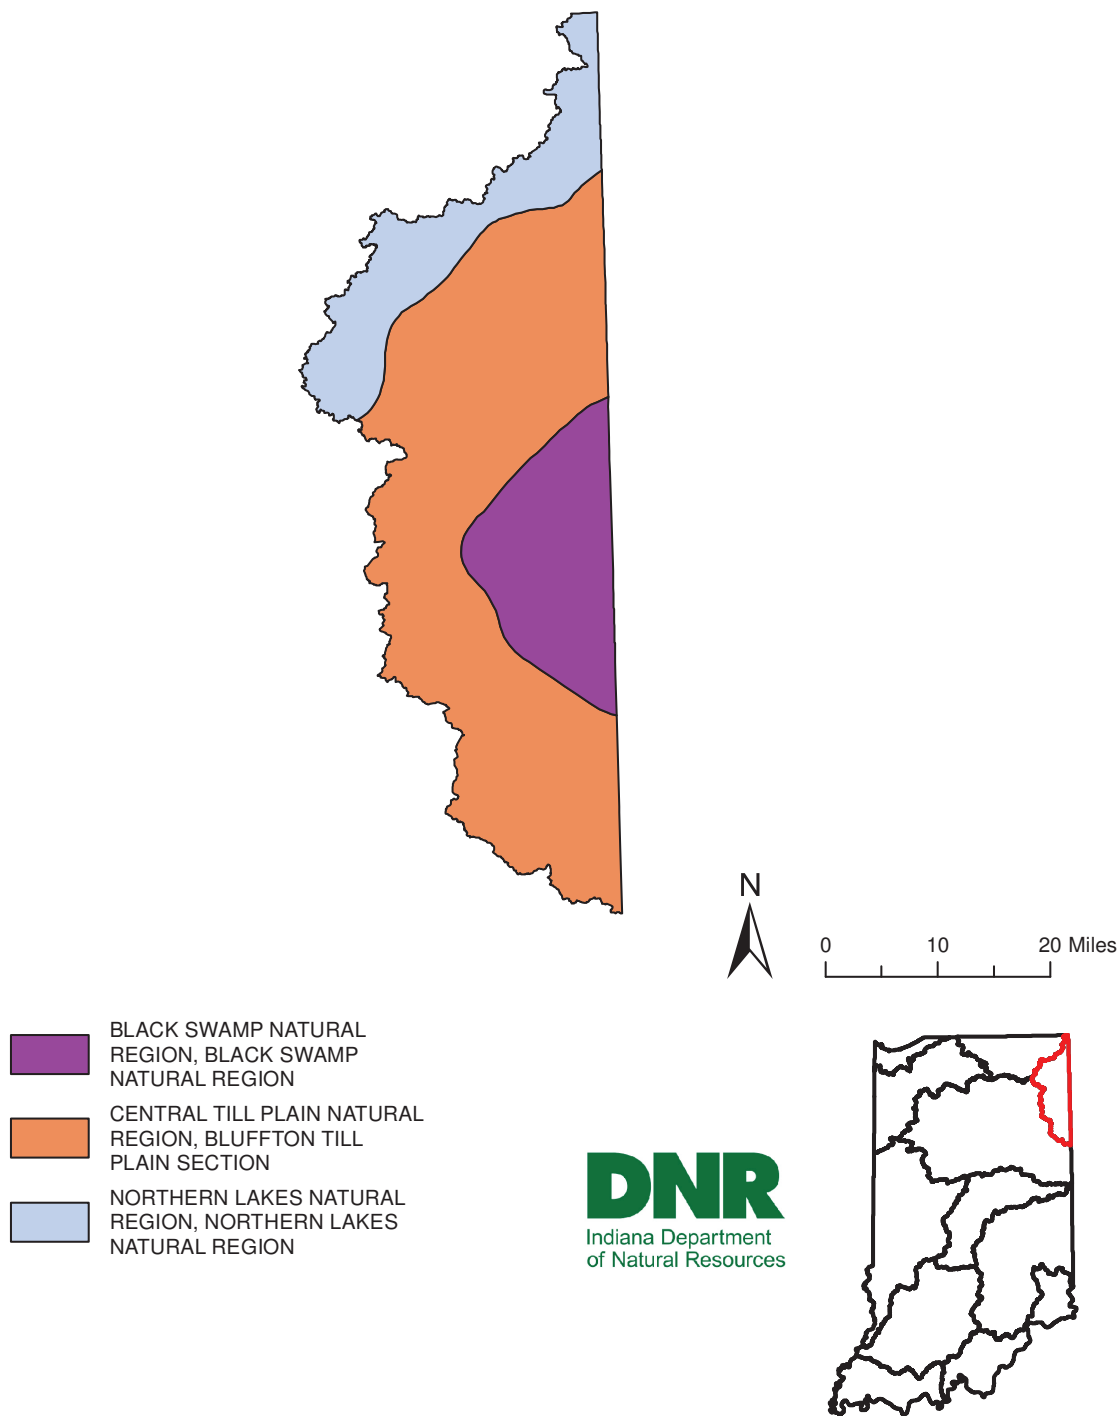 N
0 10 20 Miles
BLACK SWAMP NATURAL
REGION, BLACK SWAMP
NATURAL REGION
CENTRAL TILL PLAIN NATURAL
REGION, BLUFFTON TILL
PLAIN SECTION
NORTHERN LAKES NATURAL
REGION, NORTHERN LAKES
NATURAL REGION
DNR
Indiana Department
of Natural Resources